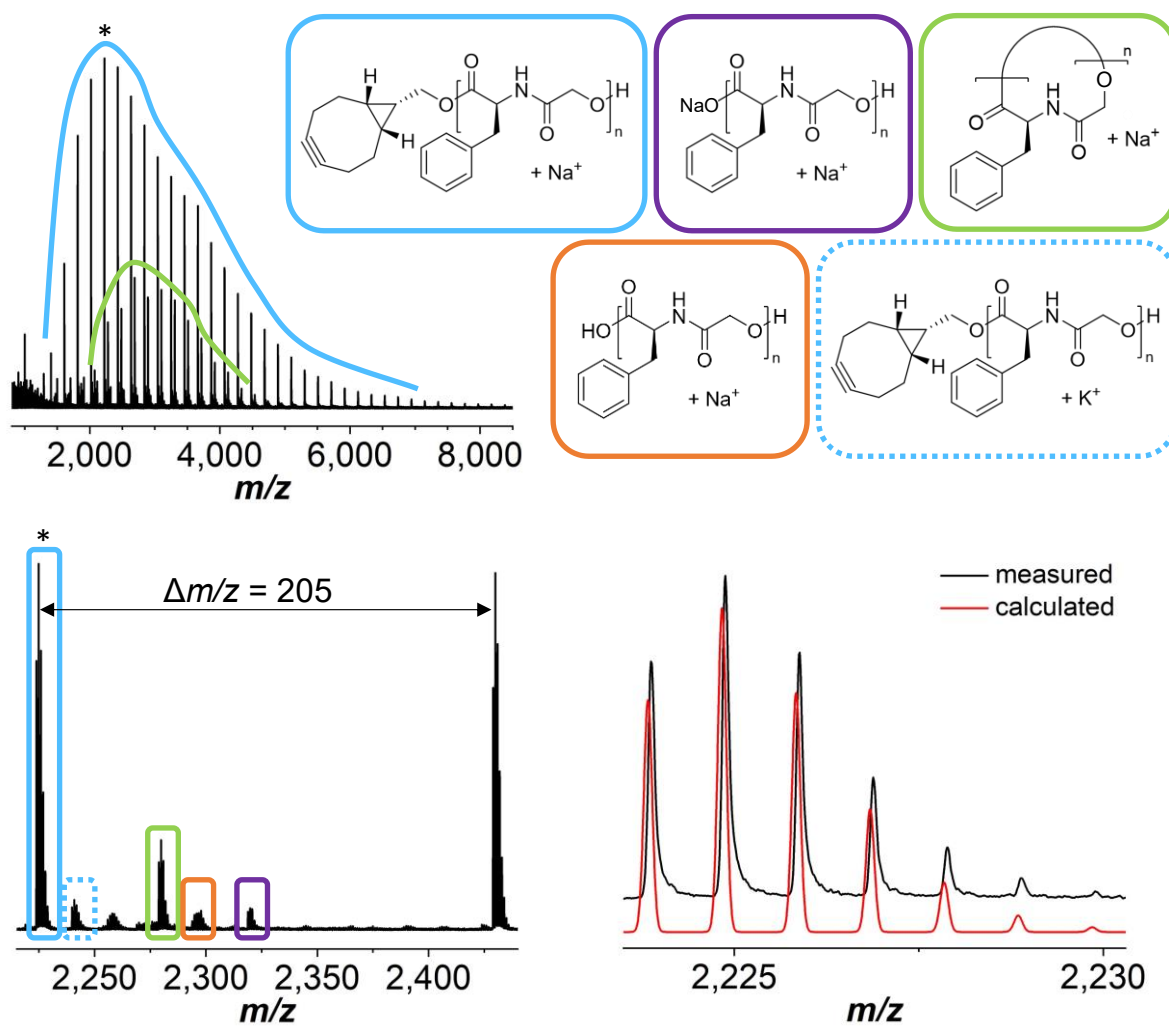 *
2,000 4,000 6,000 8,000
m/z
H
H
O
O
H
N
O
O
H
n
+ Na⁺
NaO
O
H
N
O
O
H
n
+ Na⁺
n
O
O
H
N
O
+ Na⁺
HO
O
H
N
O
O
H
n
+ Na⁺
H
H
O
O
H
N
O
O
H
n
+ K⁺
*
Δm/z = 205
2,250 2,300 2,350 2,400
m/z
measured
calculated
2,225 2,230
m/z